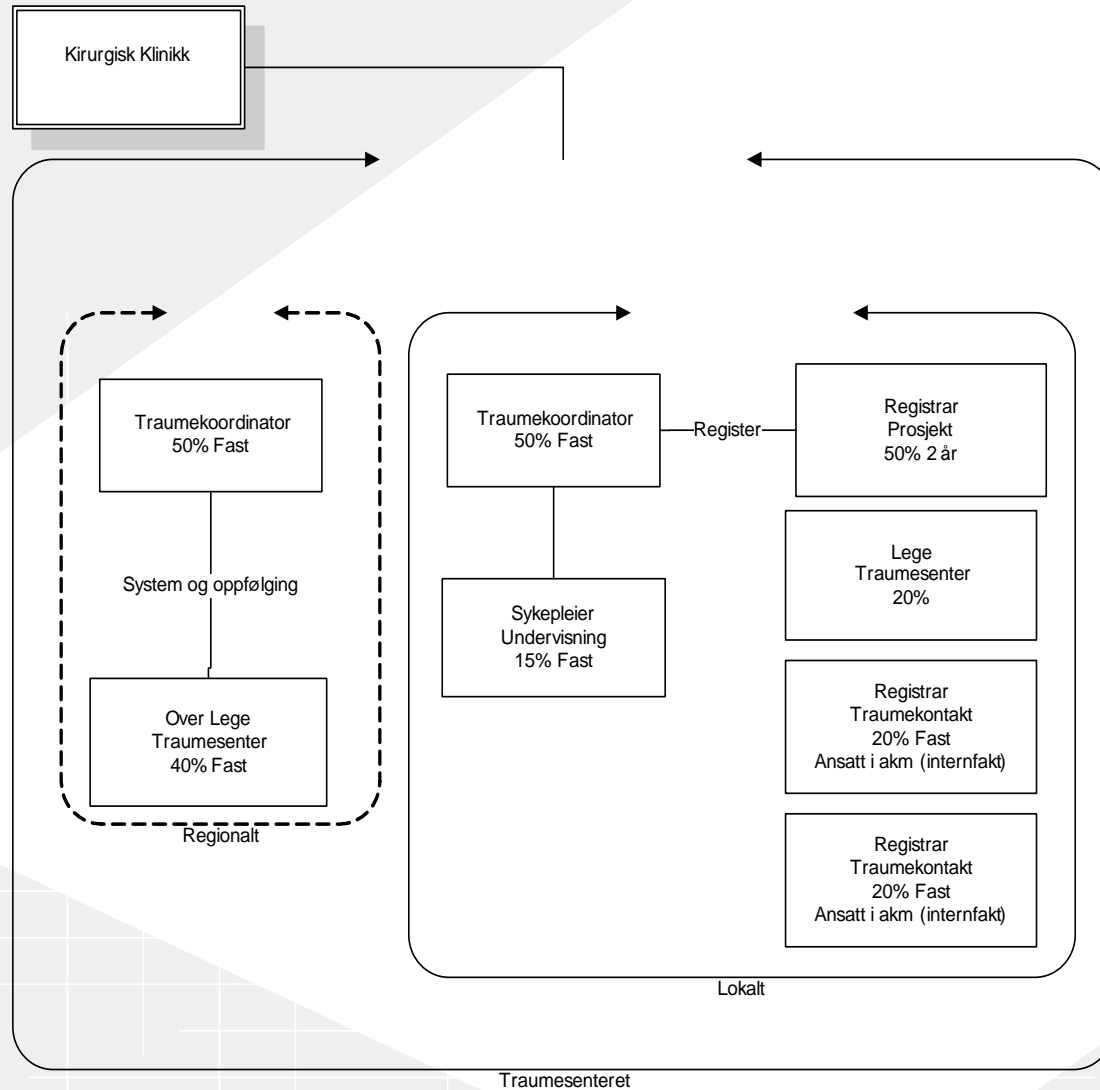 Kirurgisk Klinikk
Traumekoordinator
50% Fast
System og oppfølging
Over Lege
Traumesenter
40% Fast
Regionalt
Traumekoordinator
50% Fast
Register
Registrar
Prosjekt
50% 2 år
Sykepleier
Undervisning
15% Fast
Lege
Traumesenter
20%
Registrar
Traumekontakt
20% Fast
Ansatt i akm (internfakt)
Registrar
Traumekontakt
20% Fast
Ansatt i akm (internfakt)
Lokalt
Traumesenteret